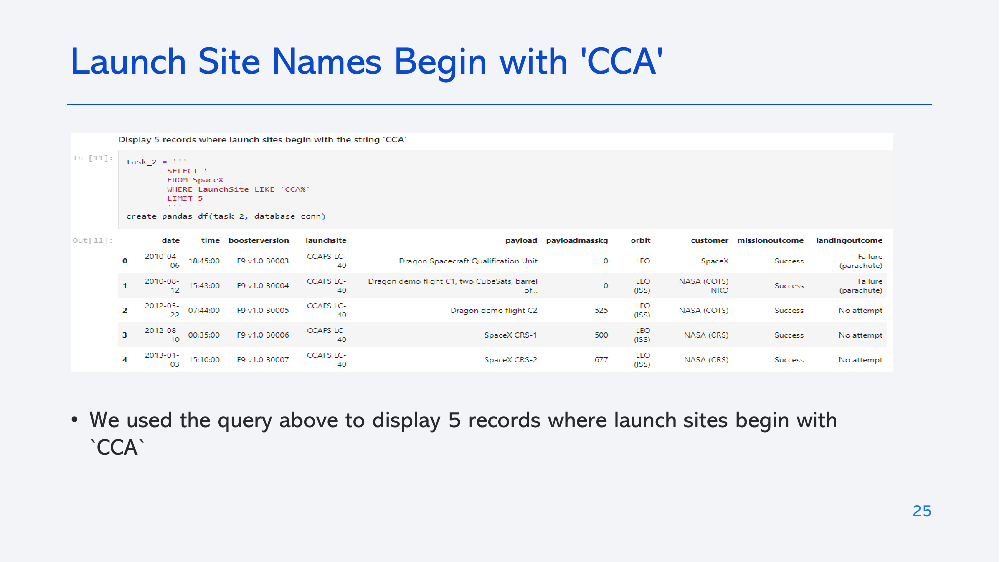 Launch Site Names Begin with 'CCA'
Display 5 records where launch sites begin with the string 'CCA'
In [11]:
task_2 = '''
SELECT *
FROM SpaceX
WHERE LaunchSite LIKE 'CCA%'
LIMIT 5
'''
create_pandas_df(task_2, database=conn)
Out[11]:
date time boosterversion launchsite payload payloadmasskg orbit customer missionoutcome landingoutcome
0 2010-04-06 18:45:00 F9 v1.0 B0003 CCAFS LC-40 Dragon Spacecraft Qualification Unit 0 LEO SpaceX Success Failure (parachute)
1 2010-08-12 15:43:00 F9 v1.0 B0004 CCAFS LC-40 Dragon demo flight C1, two CubeSats, barrel of... 0 LEO (ISS) NASA (COTS) NRO Success Failure (parachute)
2 2012-05-22 07:44:00 F9 v1.0 B0005 CCAFS LC-40 Dragon demo flight C2 525 LEO (ISS) NASA (COTS) Success No attempt
3 2012-08-10 00:35:00 F9 v1.0 B0006 CCAFS LC-40 SpaceX CRS-1 500 LEO (ISS) NASA (CRS) Success No attempt
4 2013-01-03 15:10:00 F9 v1.0 B0007 CCAFS LC-40 SpaceX CRS-2 677 LEO (ISS) NASA (CRS) Success No attempt
• We used the query above to display 5 records where launch sites begin with
`CCA`
25